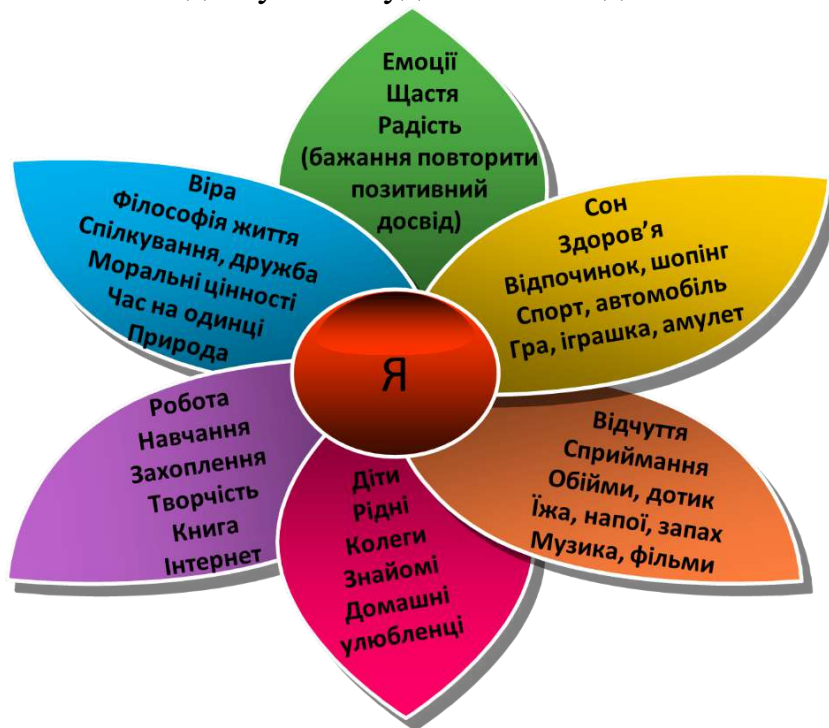 Емоції
Щастя
Радість
(бажання повторити
позитивний
досвід)
Сон
Здоров’я
Відпочинок, шопінг
Спорт, автомобіль
Гра, іграшка, амулет
Відчуття
Сприймання
Обійми, дотик
Їжа, напої, запах
Музика, фільми
Діти
Рідні
Колеги
Знайомі
Домашні
улюбленці
Робота
Навчання
Захоплення
Творчість
Книга
Інтернет
Віра
Філософія життя
Спілкування, дружба
Моральні цінності
Час на одинці
Природа
Я